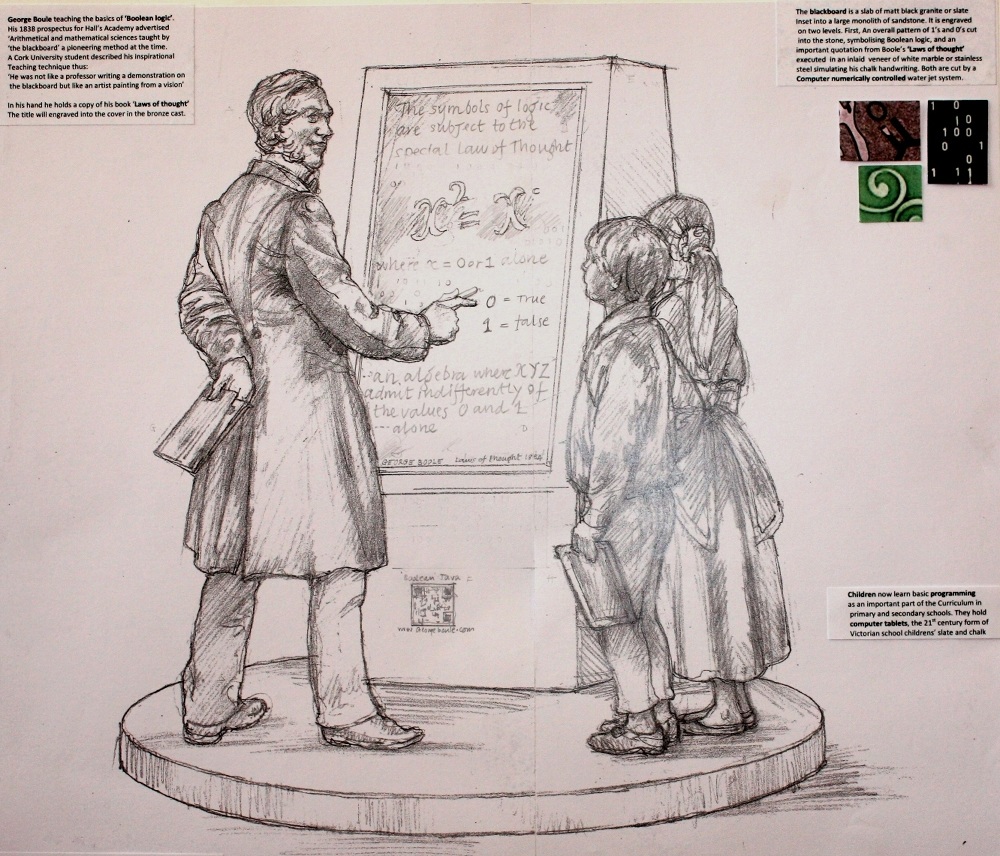 George Boule teaching the basics of 'Boolean logic'.
His 1838 prospectus for Hall's Academy advertised
'Arithmetical and mathematical sciences taught by
'the blackboard' a pioneering method at the time.
A Cork University student described his inspirational
Teaching technique thus:
'He was not like a professor writing a demonstration on
the blackboard but like an artist painting from a vision'
In his hand he holds a copy of his book 'Laws of thought'
The title will engraved into the cover in the bronze cast.
The blackboard is a slab of matt black granite or slate
inset into a large monolith of sandstone. It is engraved
on two levels. First, An overall pattern of 1's and 0's cut
into the stone, symbolising Boolean logic, and an
important quotation from Boole's 'Laws of thought'
executed in an inlaid veneer of white marble or stainless
steel simulating his chalk handwriting. Both are cut by a
Computer numerically controlled water jet system.
1 0
1 0
1 0 0
0 1
0
1 1 1
The symbols of logic
are subject to the
special Law of Thought
x² = x
where x = 0 or 1 alone
0 = True
1 = false
an algebra where XYZ
admit indifferently of
the values 0 and 1
alone
GEORGE BOOLE Laws of Thought
Children now learn basic programming
as an important part of the Curriculum in
primary and secondary schools. They hold
computer tablets, the 21st century form of
Victorian school childrens' slate and chalk